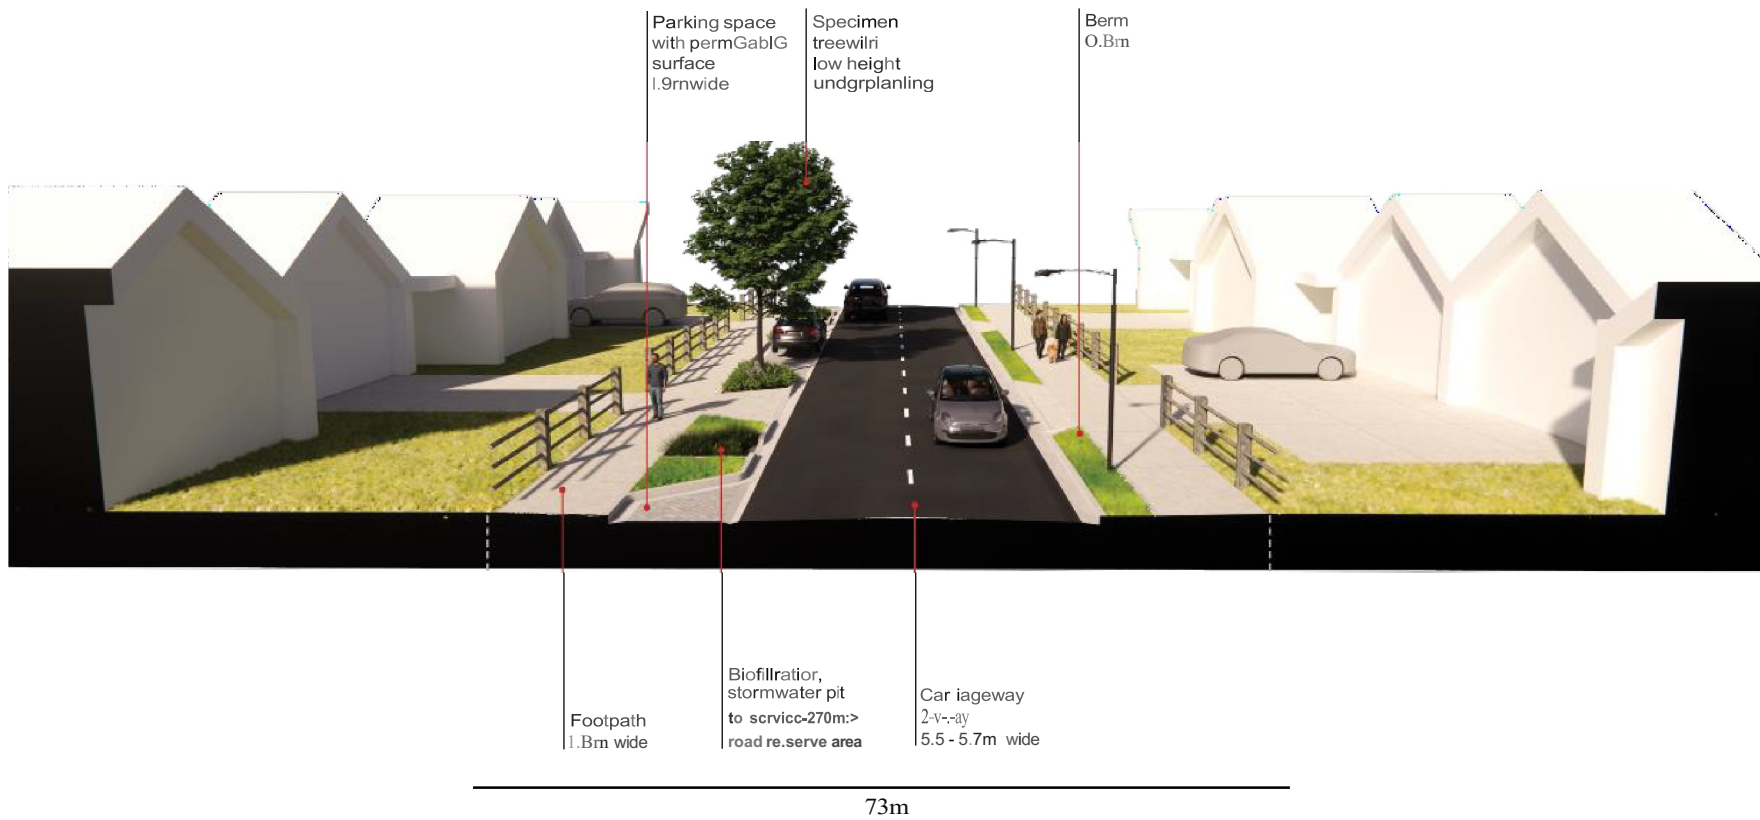 Parking space
with permGablG
surface
l.9rnwide
Specimen
treewilri
low height
undgrplanling
Berm
O.Brn
Footpath
1.Brn wide
Biofillratior,
stormwater pit
to scrvicc-270m:>
road re.serve area
Car iageway
2-v-.-ay
5.5 - 5.7m wide
73m